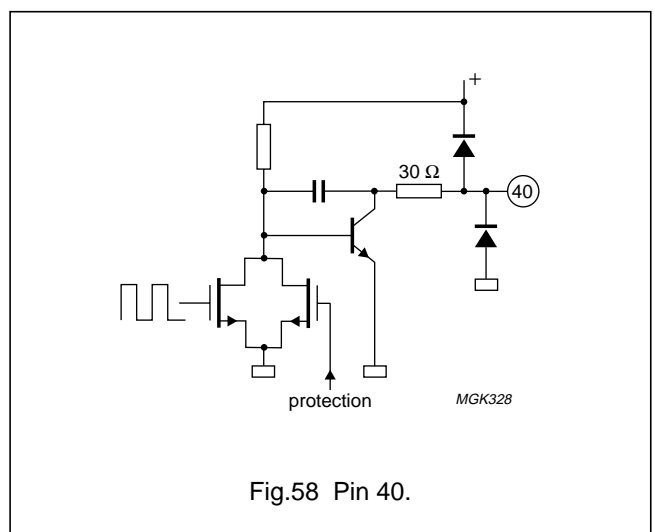 +
30 Ω
40
protection
MGK328
Fig.58 Pin 40.